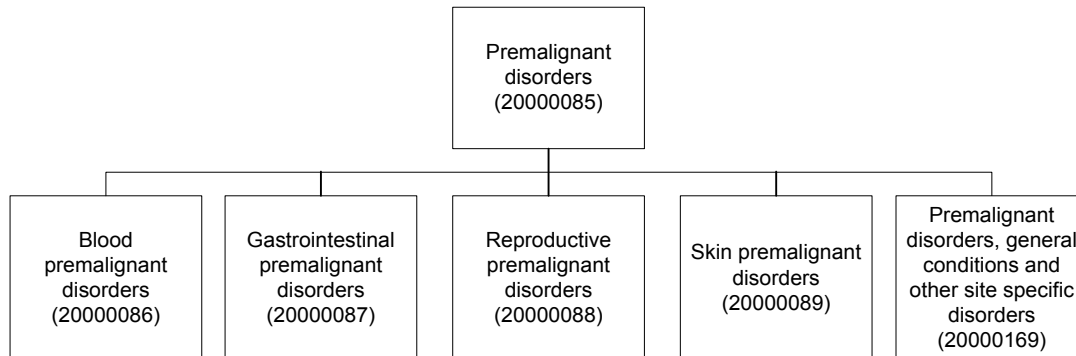 Premalignant
disorders
(20000085)
Blood
premalignant
disorders
(20000086)
Gastrointestinal
premalignant
disorders
(20000087)
Reproductive
premalignant
disorders
(20000088)
Skin premalignant
disorders
(20000089)
Premalignant
disorders, general
conditions and
other site specific
disorders
(20000169)